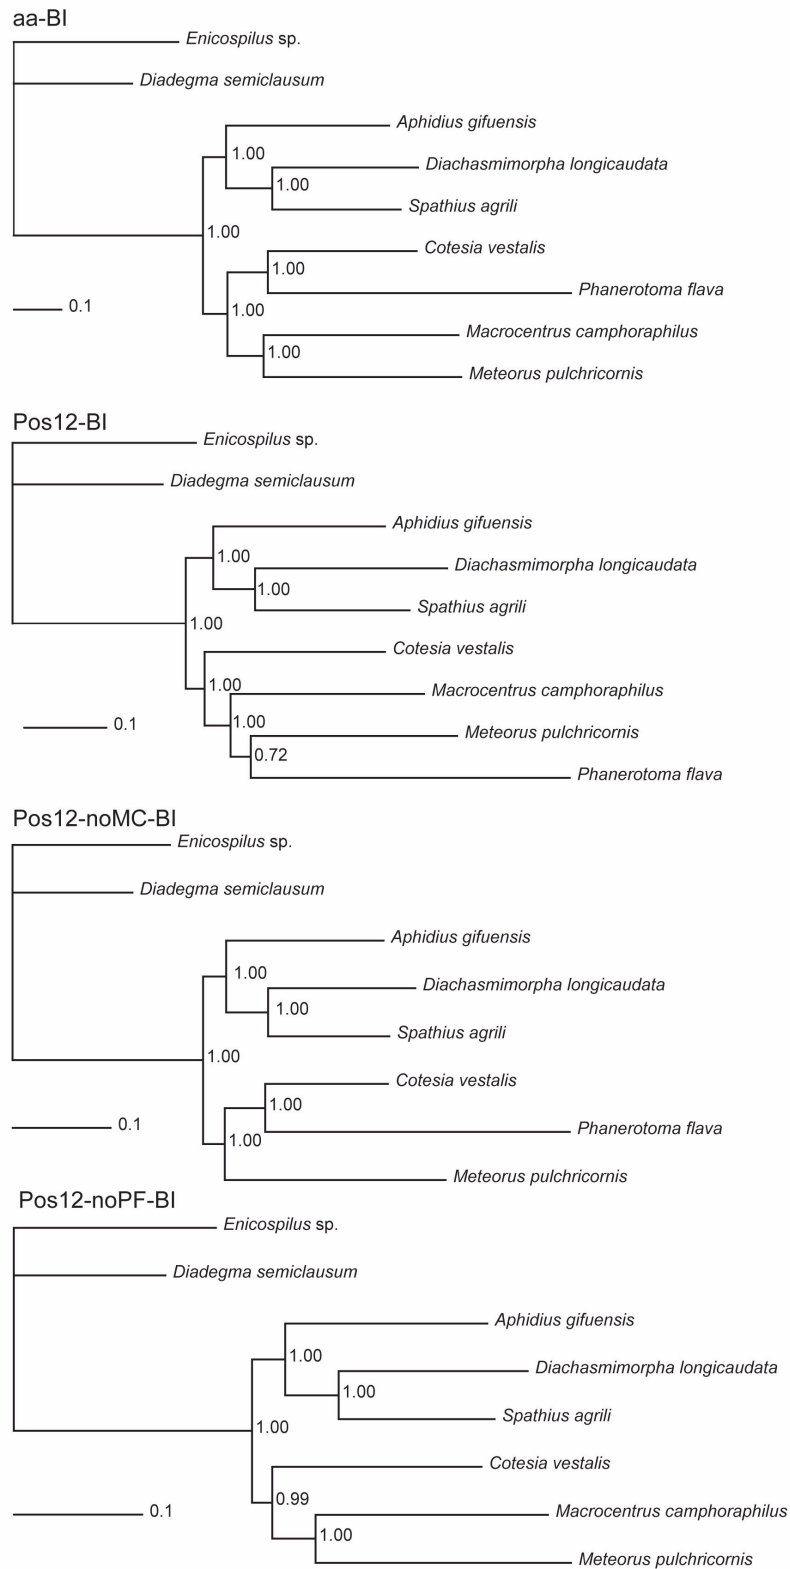 aa-BI
Enicospilus sp.
Diadegma semiclausum
Aphidius gifuensis
1.00
Diachasmimorpha longicaudata
1.00
Spathius agrili
1.00
Cotesia vestalis
1.00
Phanerotoma flava
0.1
1.00
Macrocentrus camphoraphilus
1.00
Meteorus pulchricornis
Pos12-BI
Enicospilus sp.
Diadegma semiclausum
Aphidius gifuensis
1.00
Diachasmimorpha longicaudata
1.00
Spathius agrili
1.00
Cotesia vestalis
1.00
Macrocentrus camphoraphilus
0.1
1.00
Meteorus pulchricornis
0.72
Phanerotoma flava
Pos12-noMC-BI
Enicospilus sp.
Diadegma semiclausum
Aphidius gifuensis
1.00
Diachasmimorpha longicaudata
1.00
Spathius agrili
1.00
Cotesia vestalis
1.00
0.1
Phanerotoma flava
1.00
Meteorus pulchricornis
Pos12-noPF-BI
Enicospilus sp.
Diadegma semiclausum
Aphidius gifuensis
1.00
Diachasmimorpha longicaudata
1.00
Spathius agrili
1.00
Cotesia vestalis
0.99
0.1
Macrocentrus camphoraphilus
1.00
Meteorus pulchricornis